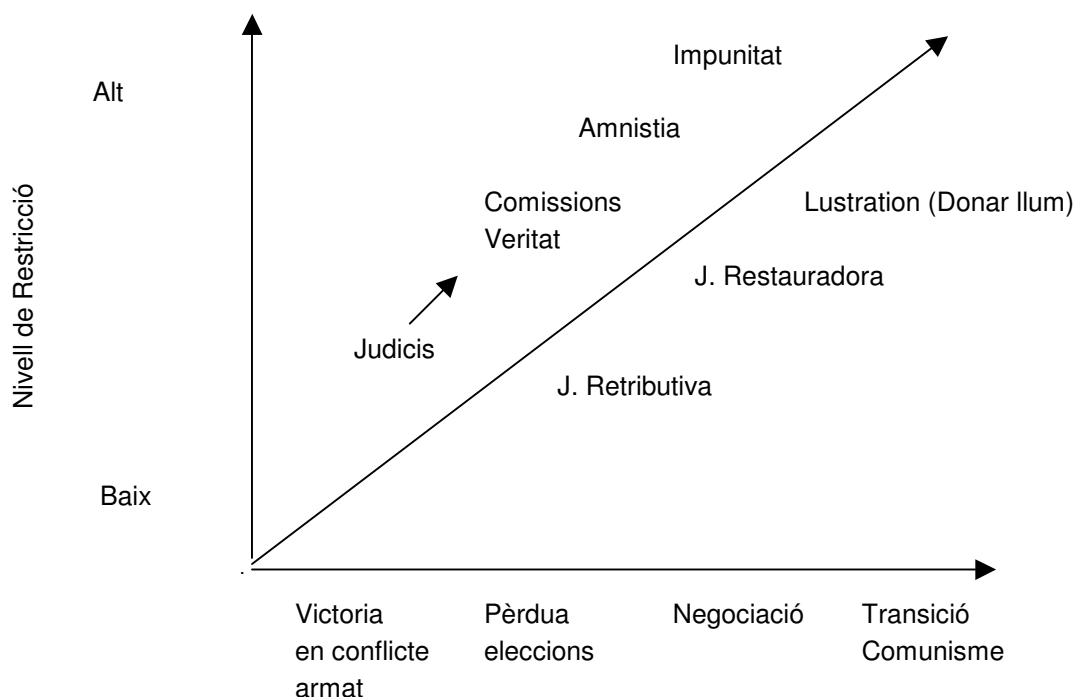 Impunitat
Alt
Amnistia
Comissions
Veritat
Lustration (Donar llum)
Nivell de Restricció
J. Restauradora
Judicis
J. Retributiva
Baix
.
Victoria
en conflicte
armat
Pèrdua
eleccions
Negociació
Transició
Comunisme